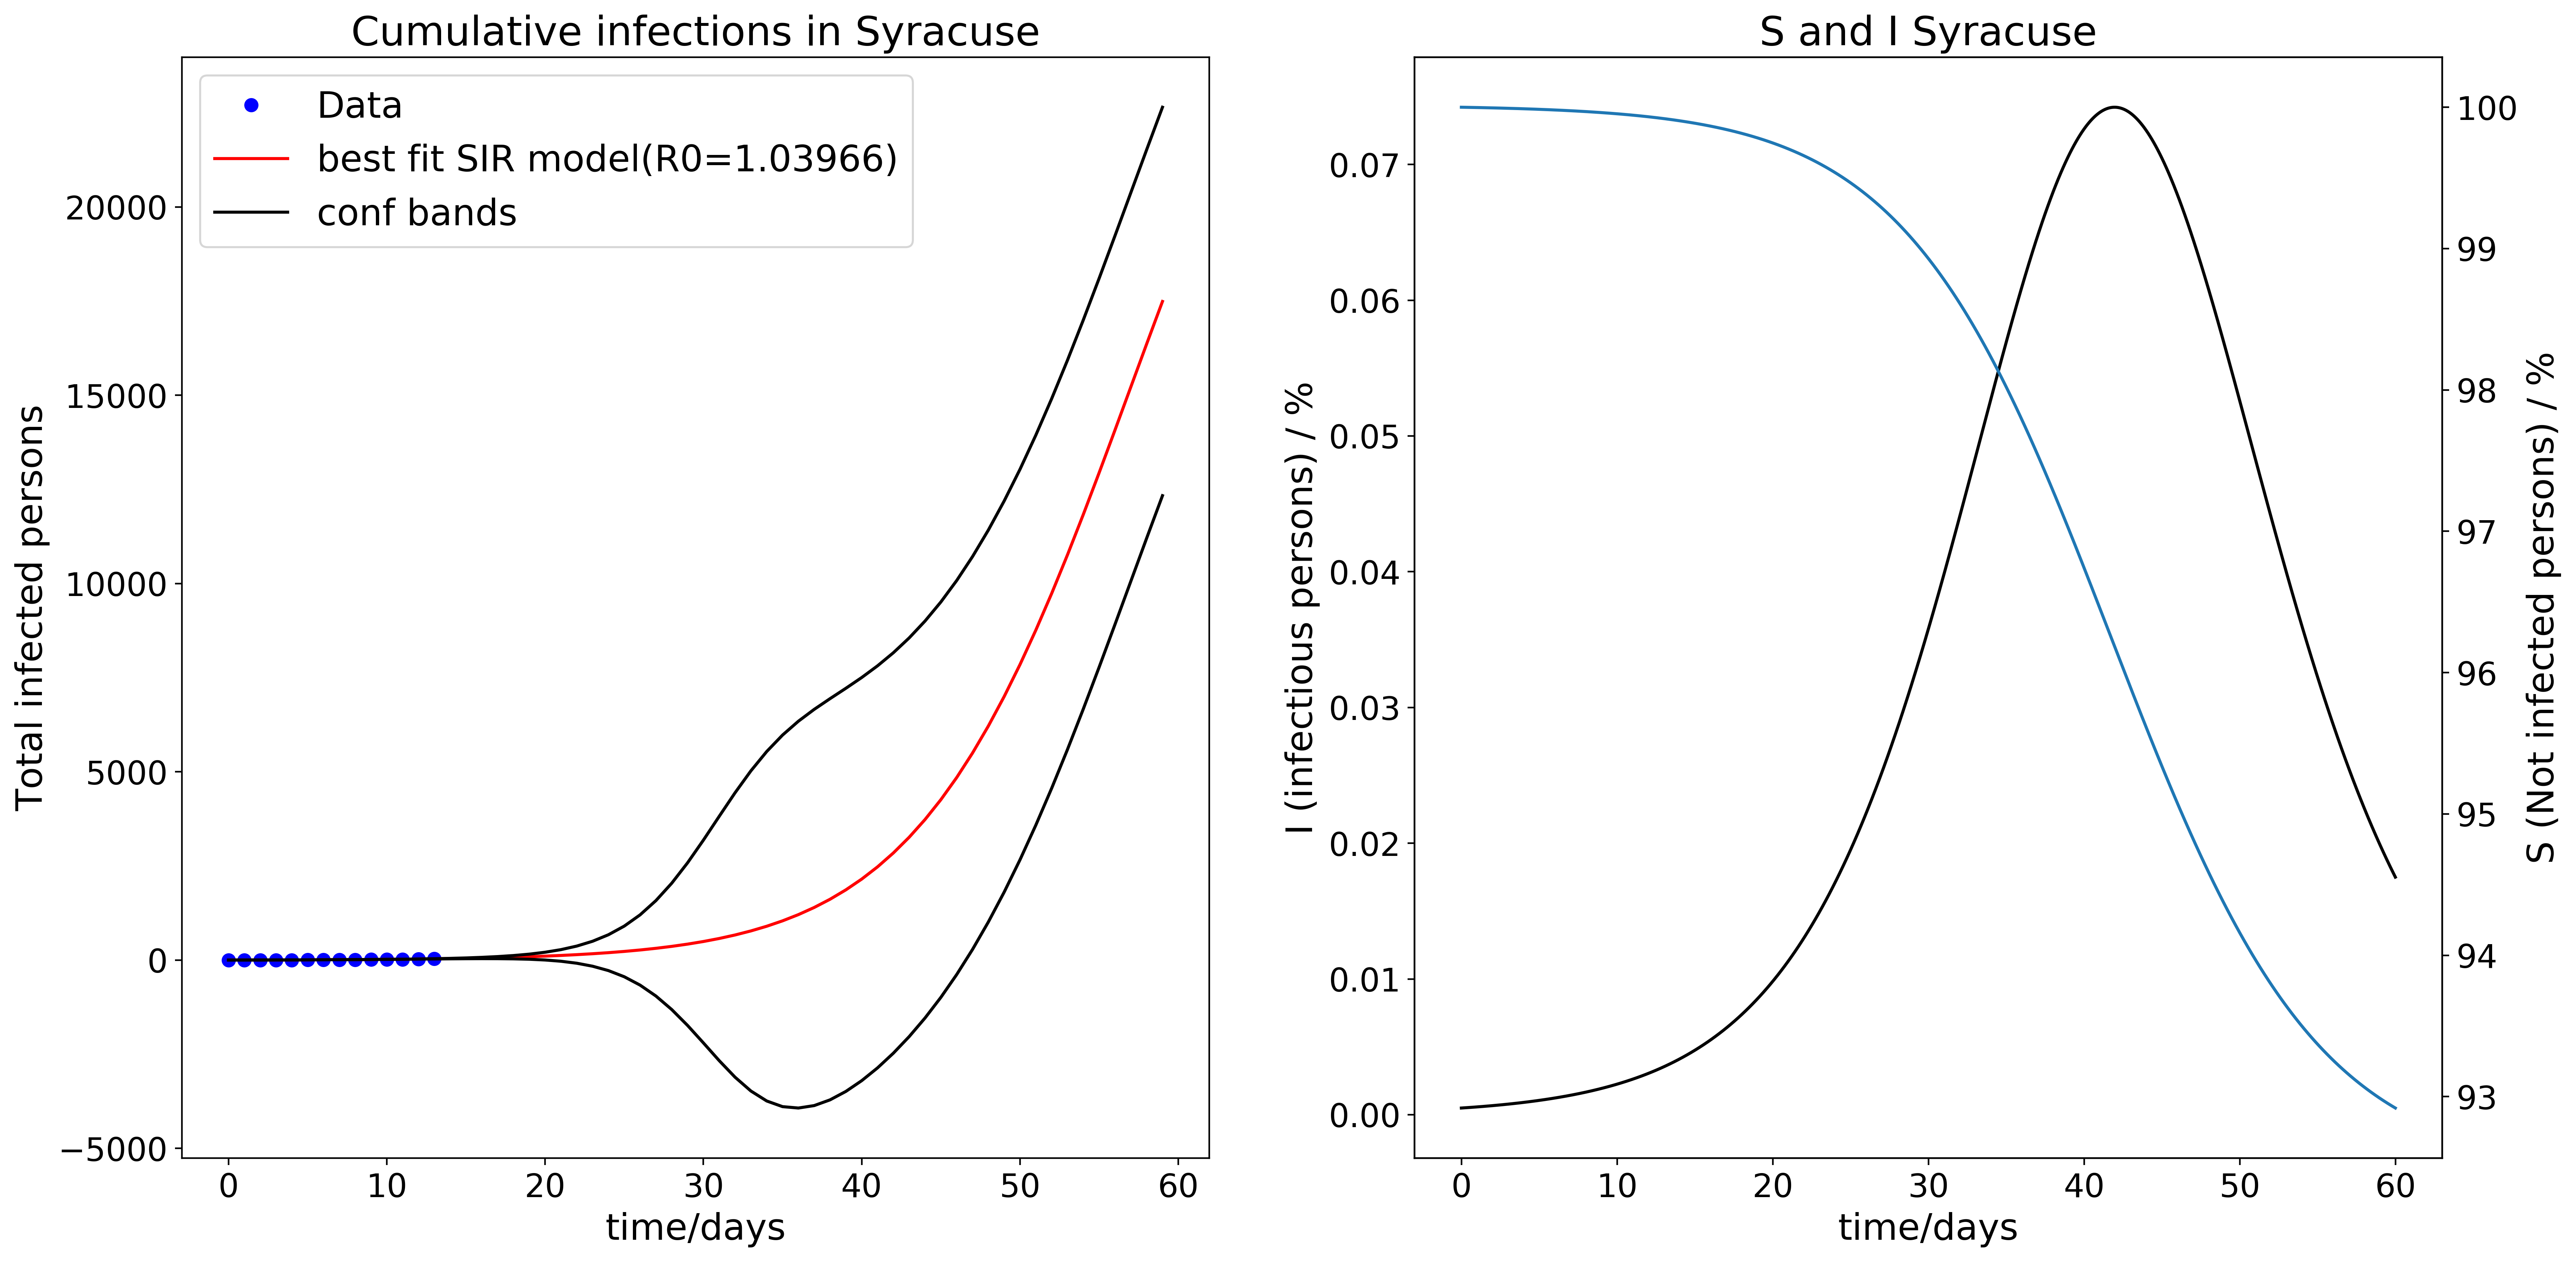 Cumulative infections in Syracuse
Data
best fit SIR model(R0=1.03966)
conf bands
Total infected persons
20000
15000
10000
5000
0
−5000
0 10 20 30 40 50 60
time/days
S and I Syracuse
I (infectious persons) / %
0.07
0.06
0.05
0.04
0.03
0.02
0.01
0.00
0 10 20 30 40 50 60
time/days
100
99
98
97
96
95
94
93
S (Not infected persons) / %